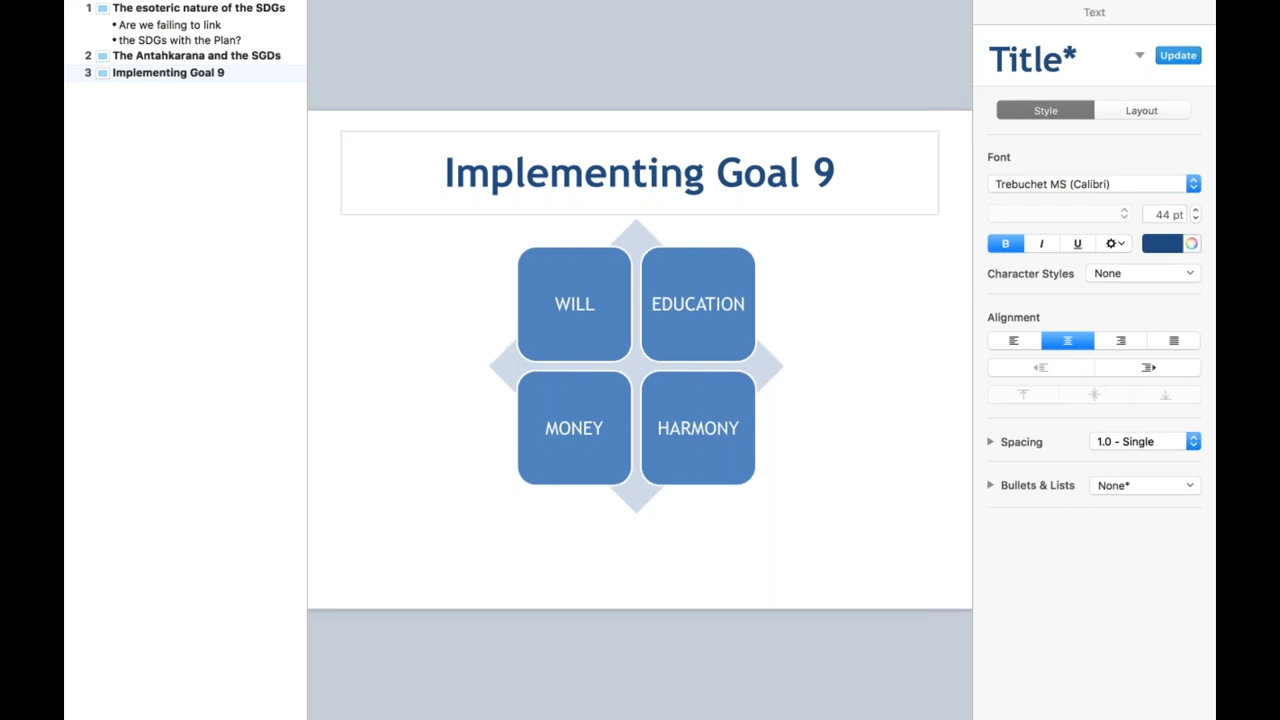 1 The esoteric nature of the SDGs
• Are we failing to link
• the SDGs with the Plan?
2 The Antahkarana and the SGDs
3 Implementing Goal 9
Implementing Goal 9
WILL
EDUCATION
MONEY
HARMONY
Text
Title*
Update
Style
Layout
Font
Trebuchet MS (Calibri)
44 pt
B I U
Character Styles None
Alignment
Spacing 1.0 - Single
Bullets & Lists None*